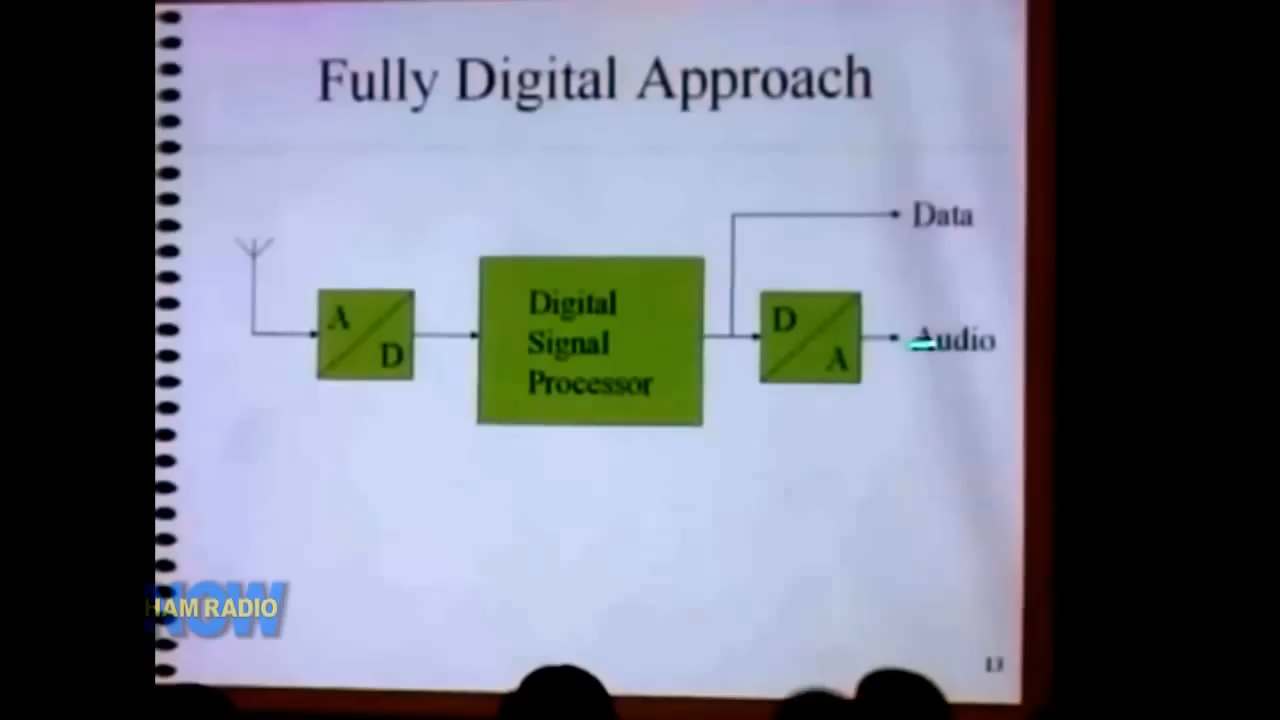 Fully Digital Approach
Data
A
D
Digital
Signal
Processor
D
A
Audio
HAM RADIO
NOW
13